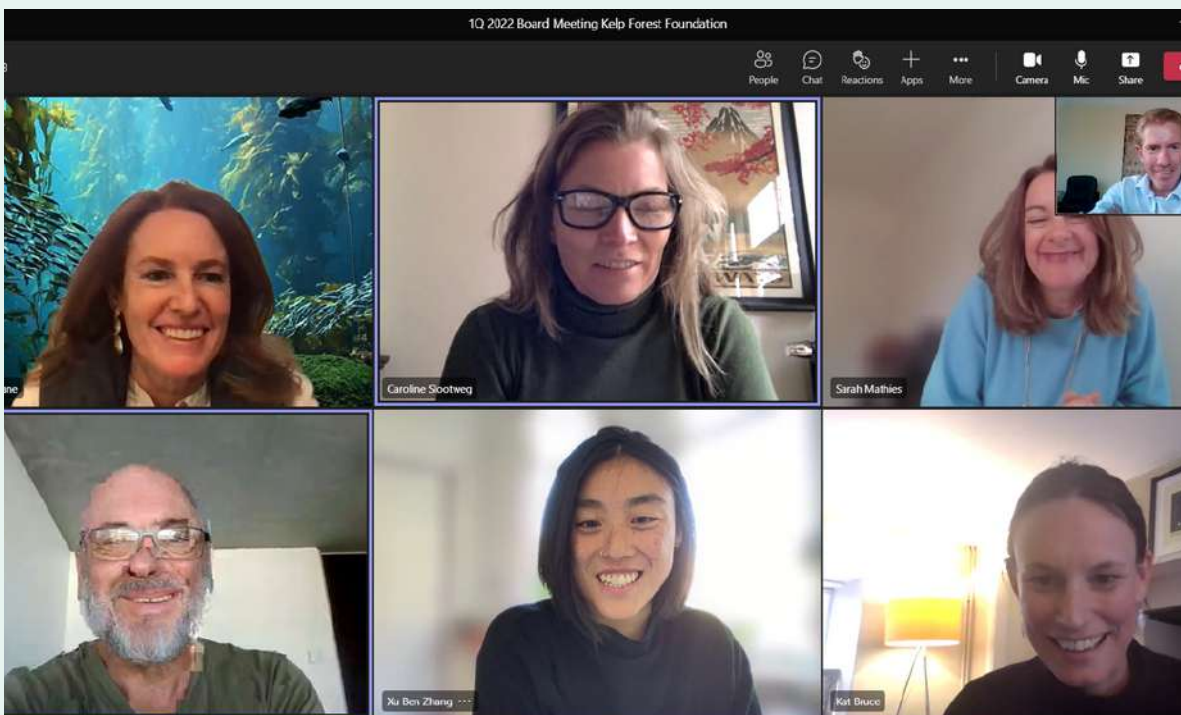 1Q 2022 Board Meeting Kelp Forest Foundation
People
Chat
Reactions
Apps
More
Camera
Mic
Share
Caroline Slootweg
Sarah Mathies
Xu Ben Zhang ···
Kat Bruce